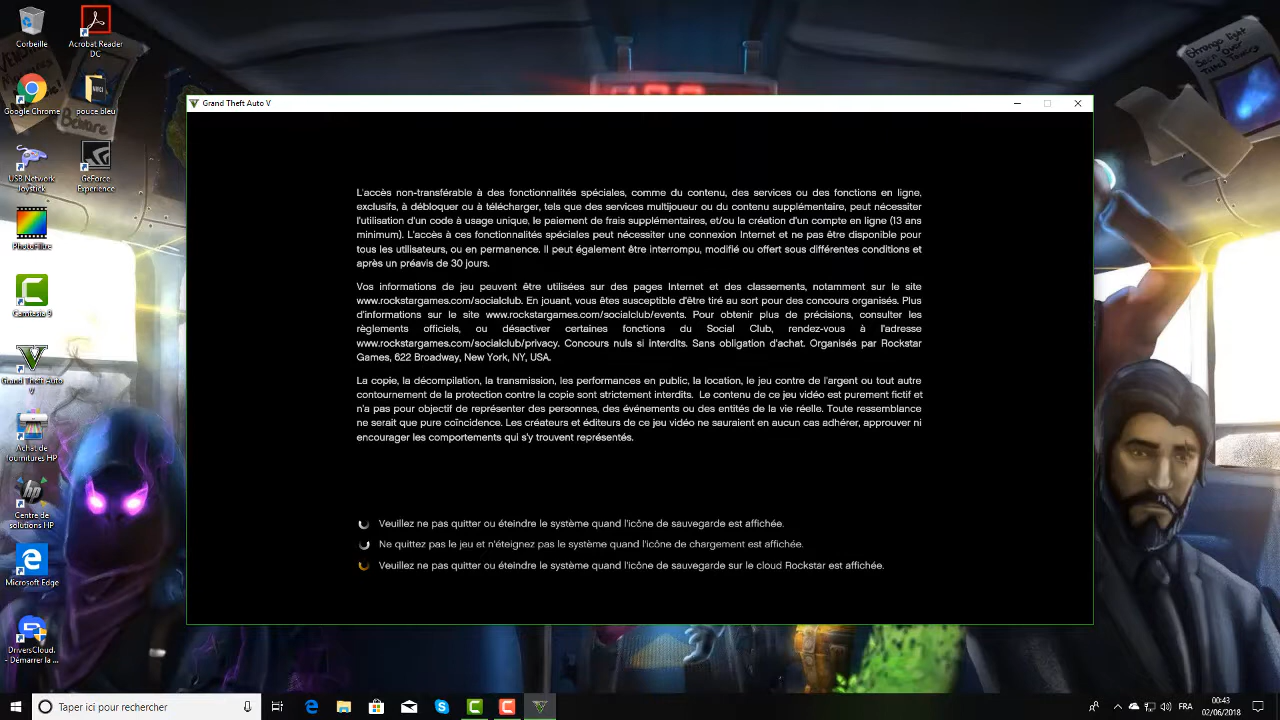 Corbeille
Acrobat Reader
DC
Google Chrome
pouce bleu
USB Network
Joystick
GeForce
Experience
PhotoFiltre
Camtasia 9
Grand Theft Auto
V
Achat de
fournitures HP
Centre de
solutions HP
Microsoft Edge
DriversCloud.
- Démarrer la ...
Beware
Strange light
Seen Over
Grand Theft Auto V
L'accès non-transférable à des fonctionnalités spéciales, comme du contenu, des services ou des fonctions en ligne,
exclusifs, à débloquer ou à télécharger, tels que des services multijoueur ou du contenu supplémentaire, peut nécessiter
l'utilisation d'un code à usage unique, le paiement de frais supplémentaires, et/ou la création d'un compte en ligne (13 ans
minimum). L'accès à ces fonctionnalités spéciales peut nécessiter une connexion Internet et ne pas être disponible pour
tous les utilisateurs, ou en permanence. Il peut également être interrompu, modifié ou offert sous différentes conditions et
après un préavis de 30 jours.
Vos informations de jeu peuvent être utilisées sur des pages Internet et des classements, notamment sur le site
www.rockstargames.com/socialclub. En jouant, vous êtes susceptible d'être tiré au sort pour des concours organisés. Plus
d'informations sur le site www.rockstargames.com/socialclub/events. Pour obtenir plus de précisions, consulter les
règlements officiels, ou désactiver certaines fonctions du Social Club, rendez-vous à l'adresse
www.rockstargames.com/socialclub/privacy. Concours nuls si interdits. Sans obligation d'achat. Organisés par Rockstar
Games, 622 Broadway, New York, NY, USA.
La copie, la décompilation, la transmission, les performances en public, la location, le jeu contre de l'argent ou tout autre
contournement de la protection contre la copie sont strictement interdits. Le contenu de ce jeu vidéo est purement fictif et
n'a pas pour objectif de représenter des personnes, des événements ou des entités de la vie réelle. Toute ressemblance
ne serait que pure coïncidence. Les créateurs et éditeurs de ce jeu vidéo ne sauraient en aucun cas adhérer, approuver ni
encourager les comportements qui s'y trouvent représentés.
Veuillez ne pas quitter ou éteindre le système quand l'icône de sauvegarde est affichée.
Ne quittez pas le jeu et n'éteignez pas le système quand l'icône de chargement est affichée.
Veuillez ne pas quitter ou éteindre le système quand l'icône de sauvegarde sur le cloud Rockstar est affichée.
Taper ici pour rechercher
FRA
00:43
02/06/2018